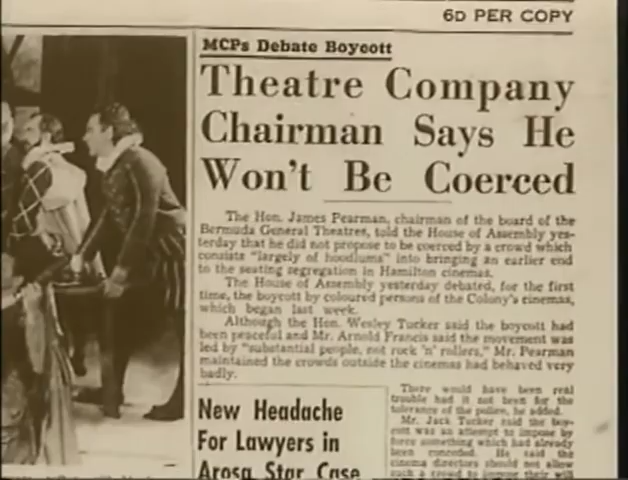 6D PER COPY
MCPs Debate Boycott
Theatre Company
Chairman Says He
Won't Be Coerced
The Hon. James Pearman, chairman of the board of the
Bermuda General Theatres, told the House of Assembly yes-
terday that he did not propose to be coerced by a crowd which
consists "largely of hoodlums" into bringing an earlier end
to the seating segregation in Hamilton cinemas.
The House of Assembly yesterday debated, for the first
time, the boycott by coloured persons of the Colony's cinemas,
which began last week.
Although the Hon. Wesley Tucker said the boycott had
been peaceful and Mr. Arnold Francis said the movement was
led by "substantial people, not rock 'n' rollers," Mr. Pearman
maintained the crowds outside the cinemas had behaved very
badly.
New Headache
For Lawyers in
Arosa Star Case
There would have been real
trouble had it not been for the
tolerance of the police, he added.
Mr. Jack Tucker said the boy-
cott was an attempt to impose by
force something which had already
been conceded. He said the
cinema directors should not allow
such a crowd to impose their will